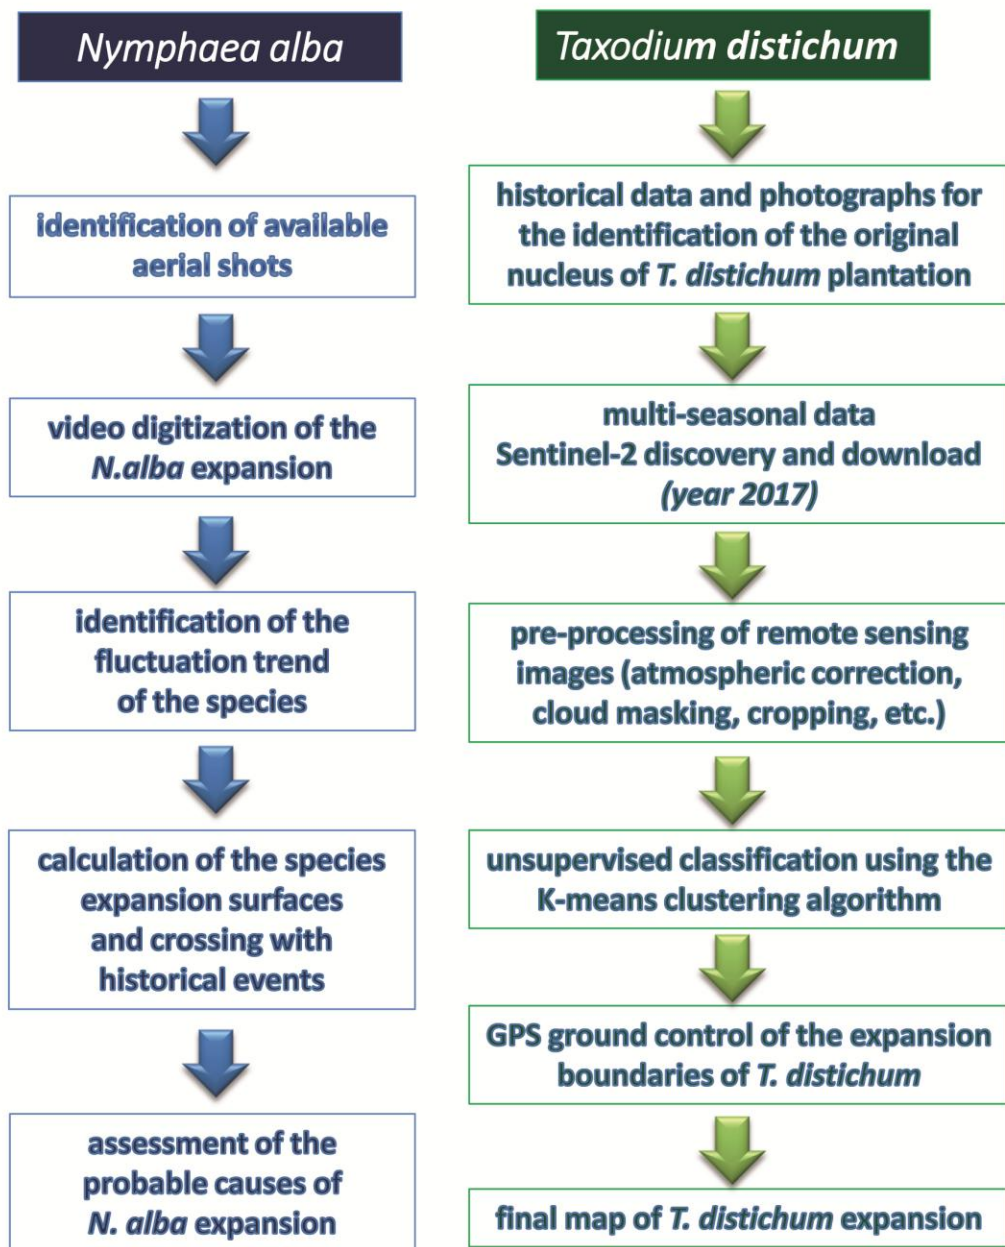 Nymphaea alba
identification of available
aerial shots
video digitization of the
N.alba expansion
identification of the
fluctuation trend
of the species
calculation of the species
expansion surfaces
and crossing with
historical events
assessment of the
probable causes of
N. alba expansion
Taxodium distichum
historical data and photographs for
the identification of the original
nucleus of T. distichum plantation
multi-seasonal data
Sentinel-2 discovery and download
(year 2017)
pre-processing of remote sensing
images (atmospheric correction,
cloud masking, cropping, etc.)
unsupervised classification using the
K-means clustering algorithm
GPS ground control of the expansion
boundaries of T. distichum
final map of T. distichum expansion